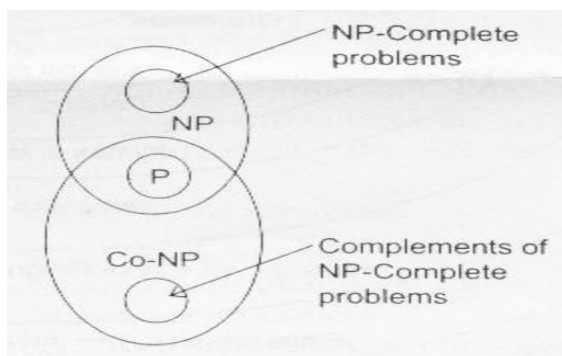 NP-Complete
problems
NP
P
Co-NP
Complements of
NP-Complete
problems